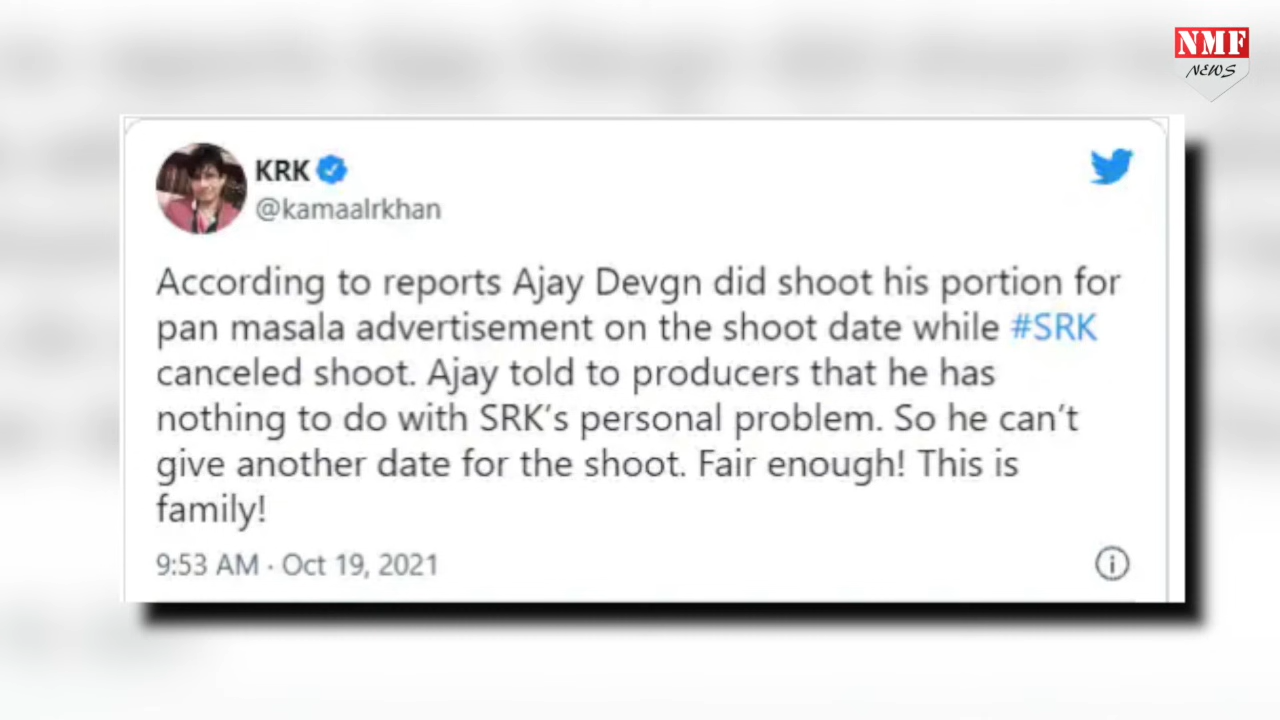 NMF
NEWS
KRK
@kamaalrkhan
According to reports Ajay Devgn did shoot his portion for
pan masala advertisement on the shoot date while #SRK
canceled shoot. Ajay told to producers that he has
nothing to do with SRK’s personal problem. So he can’t
give another date for the shoot. Fair enough! This is
family!
9:53 AM · Oct 19, 2021